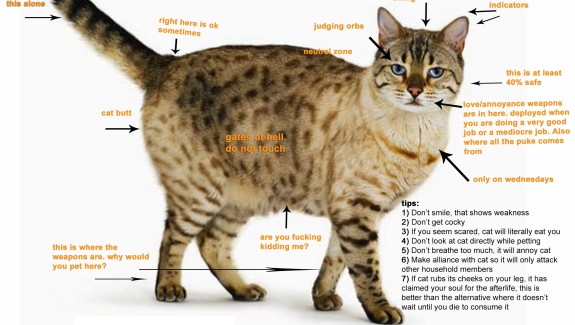 this alone
right here is ok
sometimes
judging orbs
indicators
neutral zone
this is at least
40% safe
cat butt
love/annoyance weapons
are in here. deployed when
you are doing a very good
job or a mediocre job. Also
where all the puke comes
from
gates of hell.
do not touch
only on wednesdays
are you fucking
kidding me?
this is where the
weapons are. why would
you pet here?
tips:
1) Don't smile, that shows weakness
2) Don't get cocky
3) If you seem scared, cat will literally eat you
4) Don't look at cat directly while petting
5) Don't breathe too much, it will annoy cat
6) Make alliance with cat so it will only attack
other household members
7) If cat rubs its cheeks on your leg, it has
claimed your soul for the afterlife, this is
better than the alternative where it doesn't
wait until you die to consume it